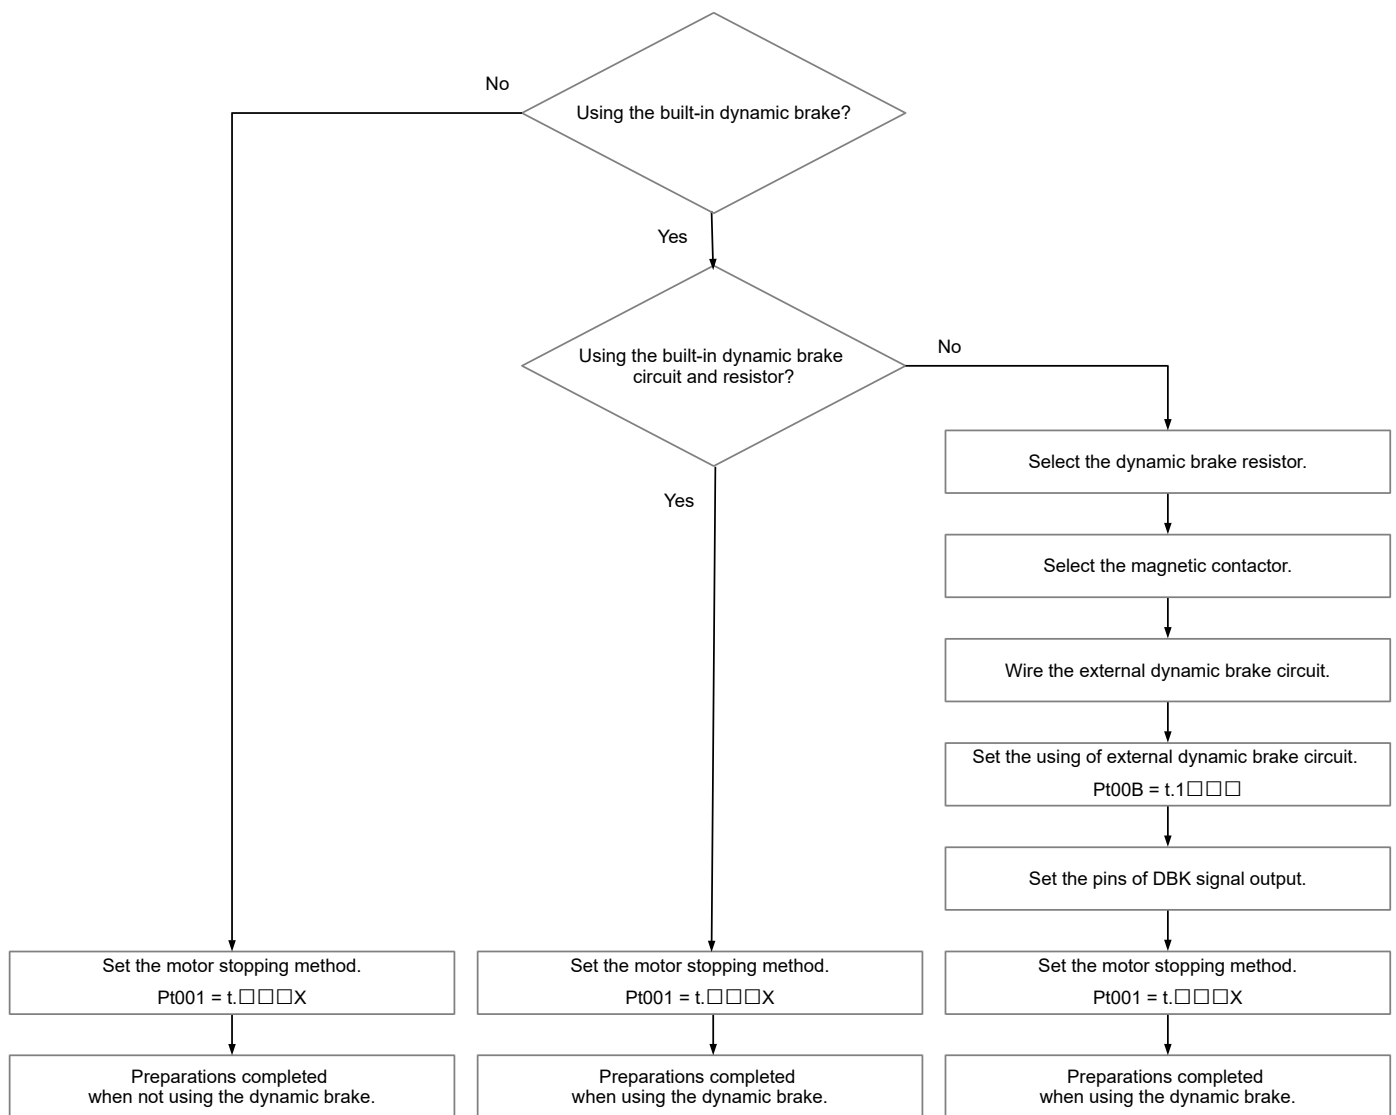 No
Using the built-in dynamic brake?
Yes
Using the built-in dynamic brake
circuit and resistor?
No
Yes
Select the dynamic brake resistor.
Select the magnetic contactor.
Wire the external dynamic brake circuit.
Set the using of external dynamic brake circuit.
Pt00B = t.1□□□
Set the pins of DBK signal output.
Set the motor stopping method.
Pt001 = t.□□□X
Set the motor stopping method.
Pt001 = t.□□□X
Set the motor stopping method.
Pt001 = t.□□□X
Preparations completed
when not using the dynamic brake.
Preparations completed
when using the dynamic brake.
Preparations completed
when using the dynamic brake.